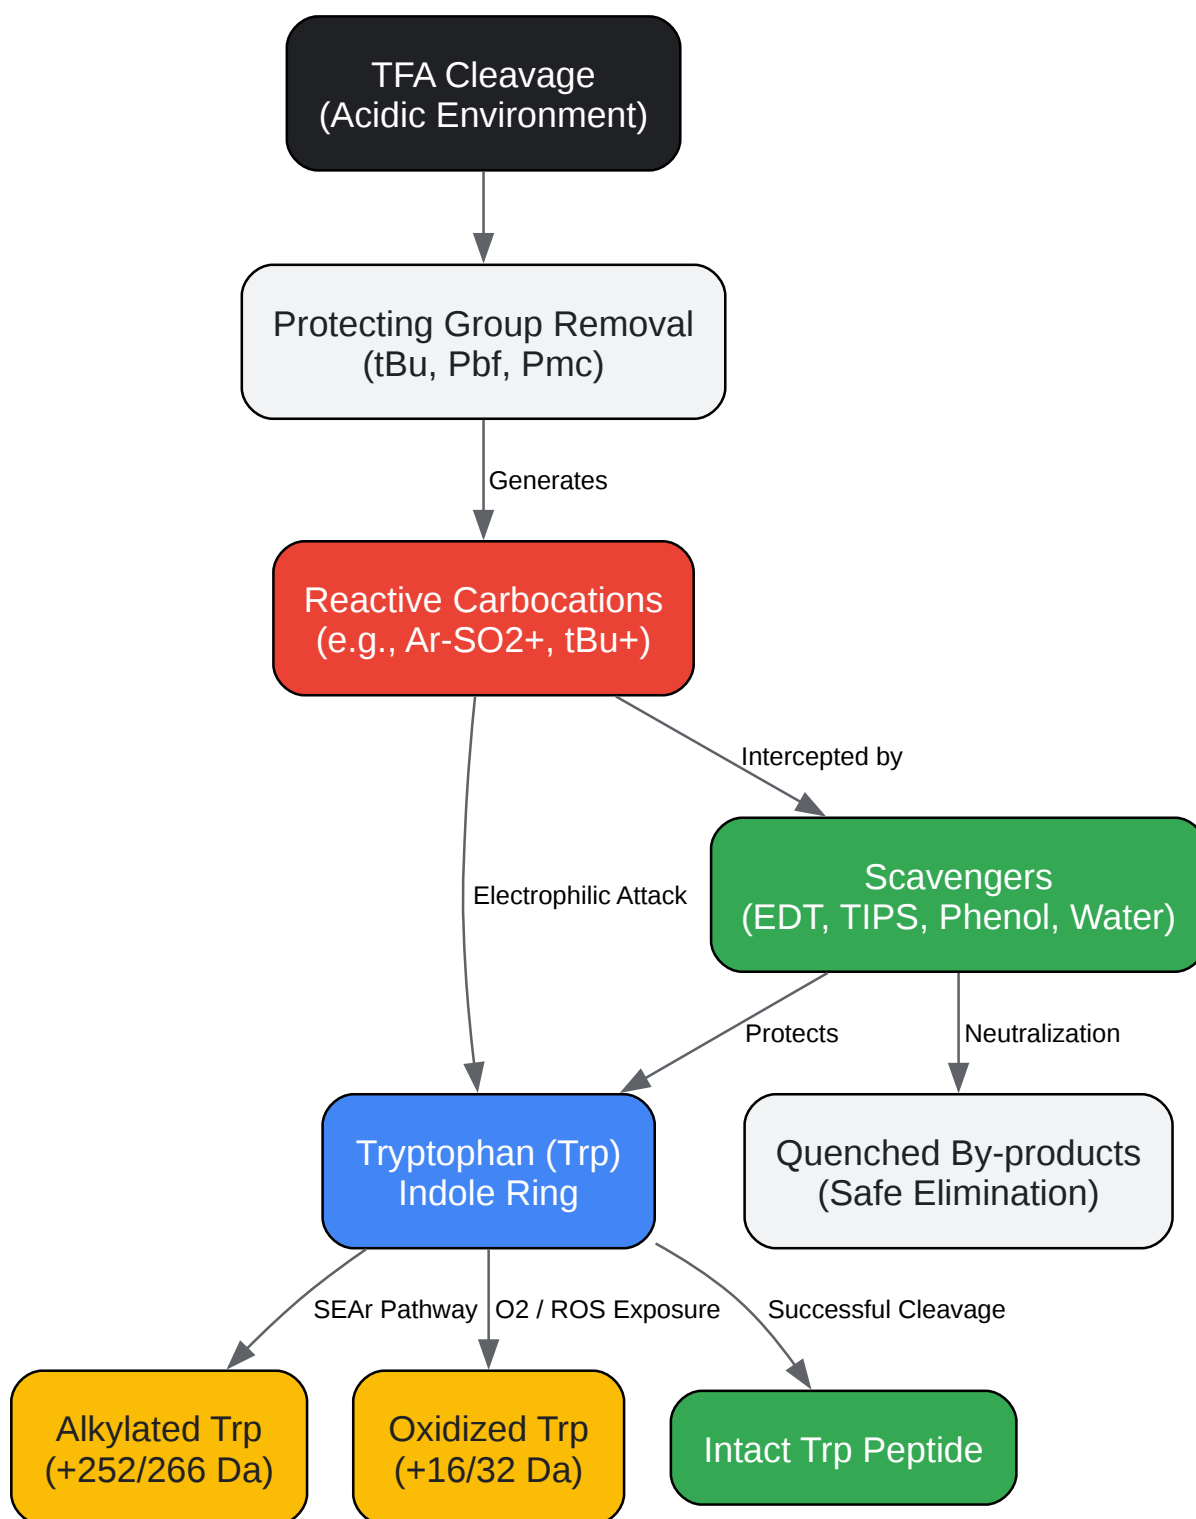 TFA Cleavage
(Acidic Environment)
Protecting Group Removal
(tBu, Pbf, Pmc)
Generates
Reactive Carbocations
(e.g., Ar-SO2+, tBu+)
Intercepted by
Electrophilic Attack
Scavengers
(EDT, TIPS, Phenol, Water)
Protects
Neutralization
Tryptophan (Trp)
Indole Ring
Quenched By-products
(Safe Elimination)
SEAr Pathway
O2 / ROS Exposure
Successful Cleavage
Alkylated Trp
(+252/266 Da)
Oxidized Trp
(+16/32 Da)
Intact Trp Peptide